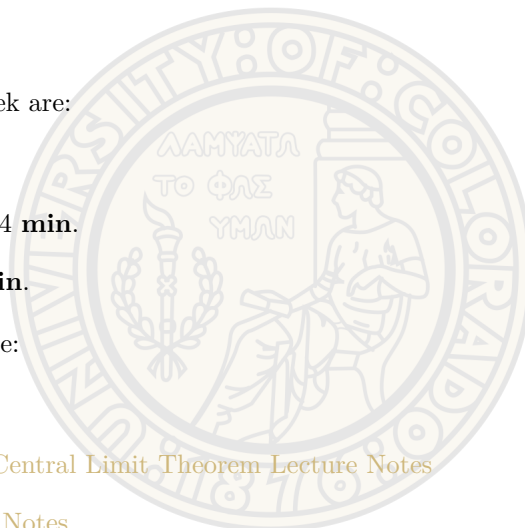 ek are:
ΛΑΜΨΑΤΩ
ΤΟ ΦΩΣ
ΥΜΩΝ
4 min.
in.
e:
Central Limit Theorem Lecture Notes
Notes
UNIVERSITY·OF·COLORADO
·1876·